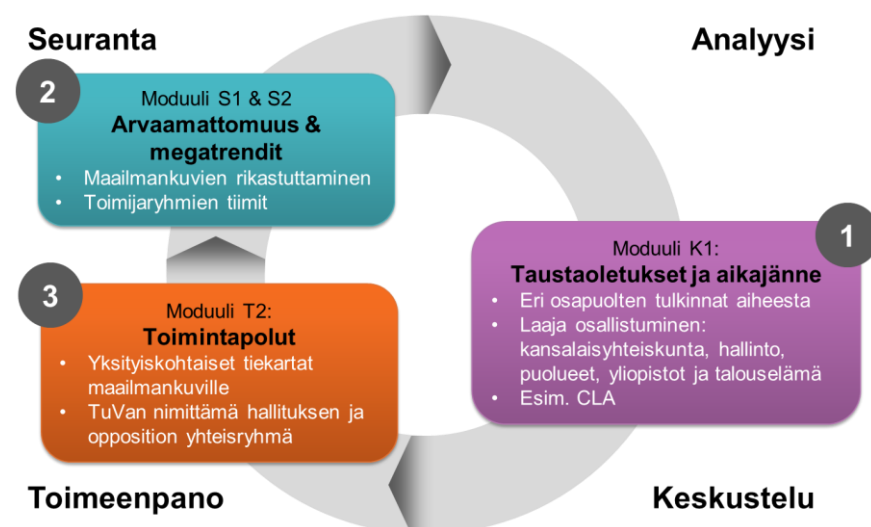 Seuranta
Analyysi
2
Moduuli S1 & S2
Arvaamattomuus &
megatrendit
• Maailmankuvien rikastuttaminen
• Toimijaryhmien tiimit
1
Moduuli K1:
Taustaoletukset ja aikajänne
• Eri osapuolten tulkinnat aiheesta
• Laaja osallistuminen:
kansalaisyhteiskunta, hallinto,
puolueet, yliopistot ja talouselämä
• Esim. CLA
3
Moduuli T2:
Toimintapolut
• Yksityiskohtaiset tiekartat
maailmankuville
• TuVan nimittämä hallituksen ja
opposition yhteisryhmä
Toimeenpano
Keskustelu